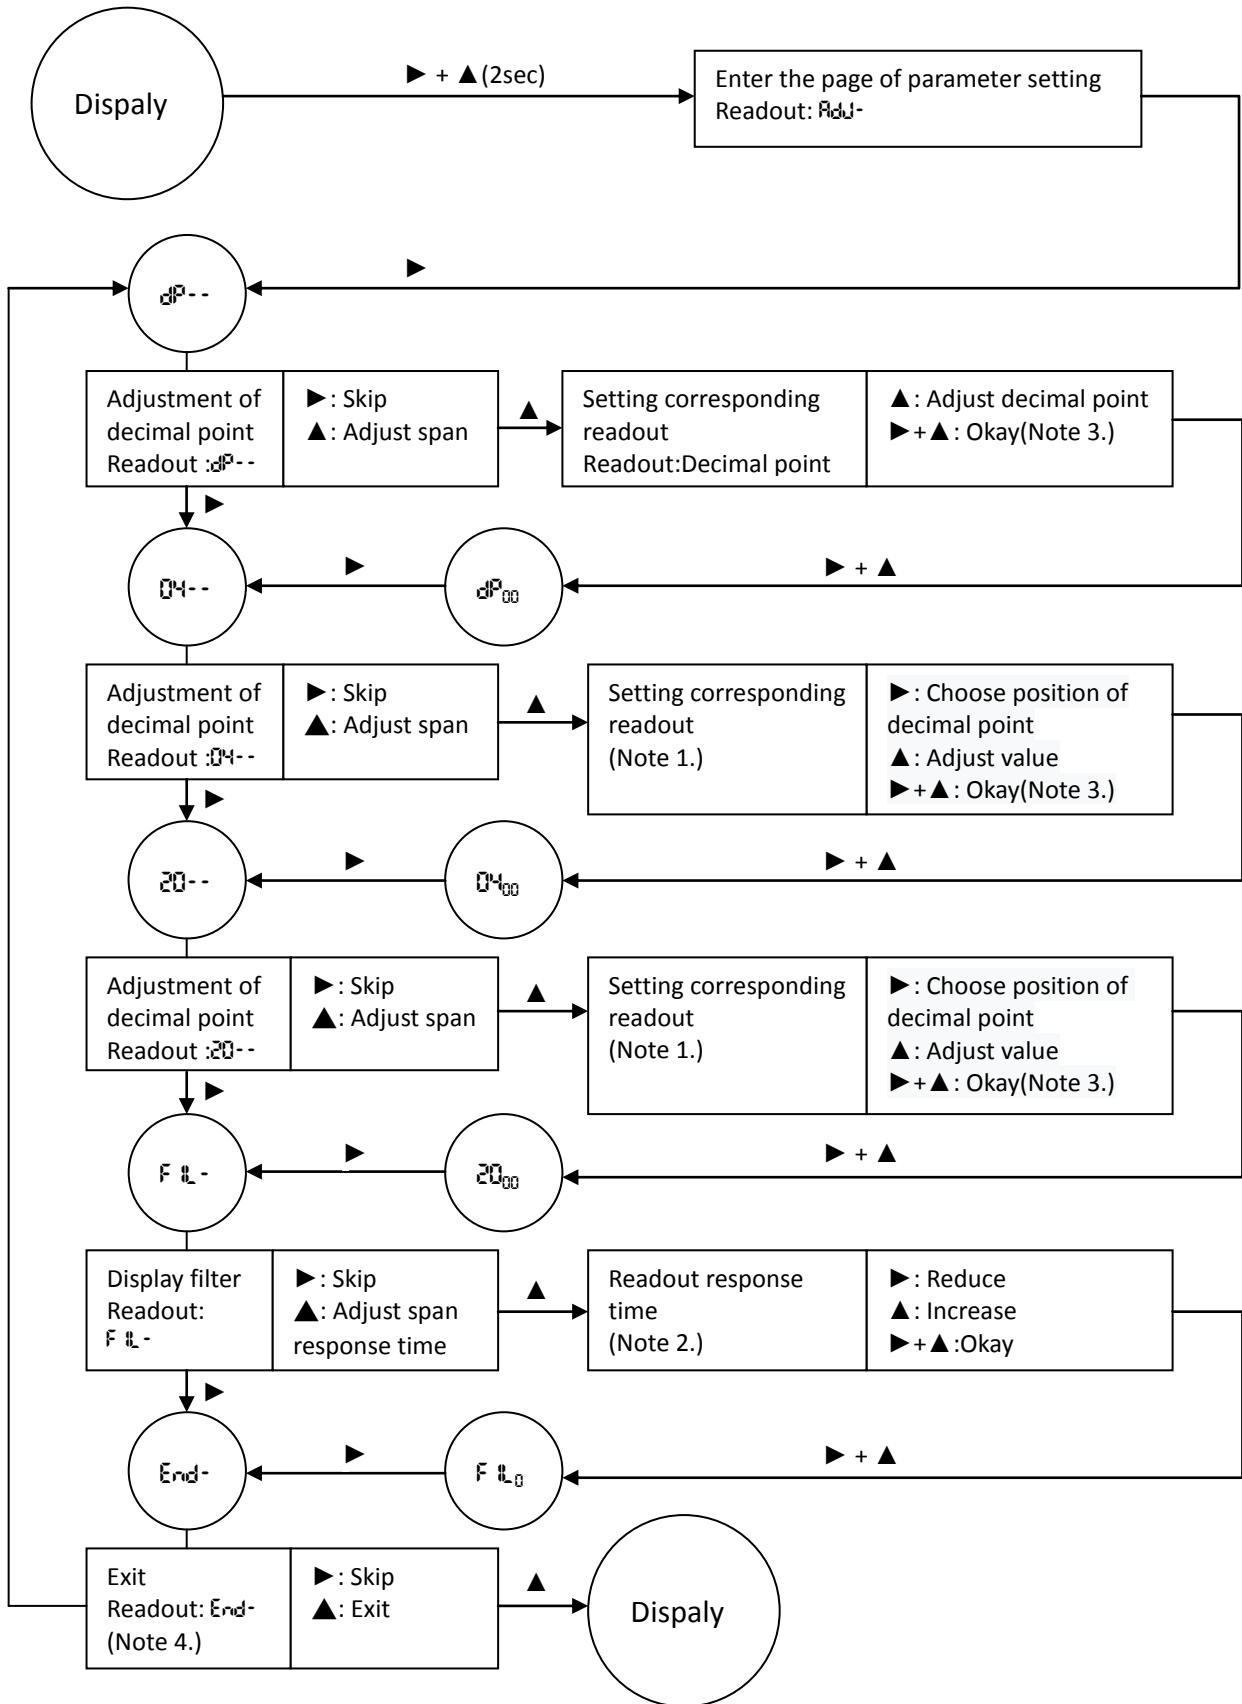 Dispaly
► + ▲(2sec)
Enter the page of parameter setting
Readout: AdJ-
►
dP--
Adjustment of
decimal point
Readout :dP--
►: Skip
▲: Adjust span
▲
Setting corresponding
readout
Readout:Decimal point
▲: Adjust decimal point
►+▲: Okay(Note 3.)
►
04--
►
dP00
► + ▲
Adjustment of
decimal point
Readout :04--
►: Skip
▲: Adjust span
▲
Setting corresponding
readout
(Note 1.)
►: Choose position of
decimal point
▲: Adjust value
►+▲: Okay(Note 3.)
►
20--
►
0400
► + ▲
Adjustment of
decimal point
Readout :20--
►: Skip
▲: Adjust span
▲
Setting corresponding
readout
(Note 1.)
►: Choose position of
decimal point
▲: Adjust value
►+▲: Okay(Note 3.)
►
FIL-
►
2000
► + ▲
Display filter
Readout:
FIL-
►: Skip
▲: Adjust span
response time
▲
Readout response
time
(Note 2.)
►: Reduce
▲: Increase
►+▲:Okay
►
End-
►
FIL0
► + ▲
Exit
Readout: End-
(Note 4.)
►: Skip
▲: Exit
▲
Dispaly